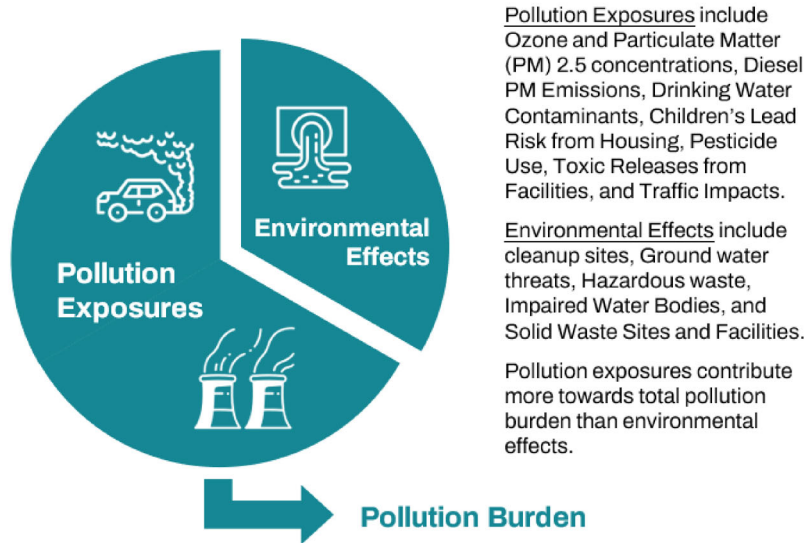 Pollution Exposures include
Ozone and Particulate Matter
(PM) 2.5 concentrations, Diesel
PM Emissions, Drinking Water
Contaminants, Children's Lead
Risk from Housing, Pesticide
Use, Toxic Releases from
Facilities, and Traffic Impacts.
Environmental Effects include
cleanup sites, Ground water
threats, Hazardous waste,
Impaired Water Bodies, and
Solid Waste Sites and Facilities.
Pollution exposures contribute
more towards total pollution
burden than environmental
effects.
Environmental
Effects
Pollution
Exposures
Pollution Burden